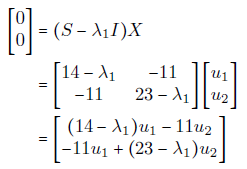 [0 0] = (S − λ₁I)X
= [14 − λ₁ −11 −11 23 − λ₁] [u₁ u₂]
= [(14 − λ₁)u₁ − 11u₂ −11u₁ + (23 − λ₁)u₂]